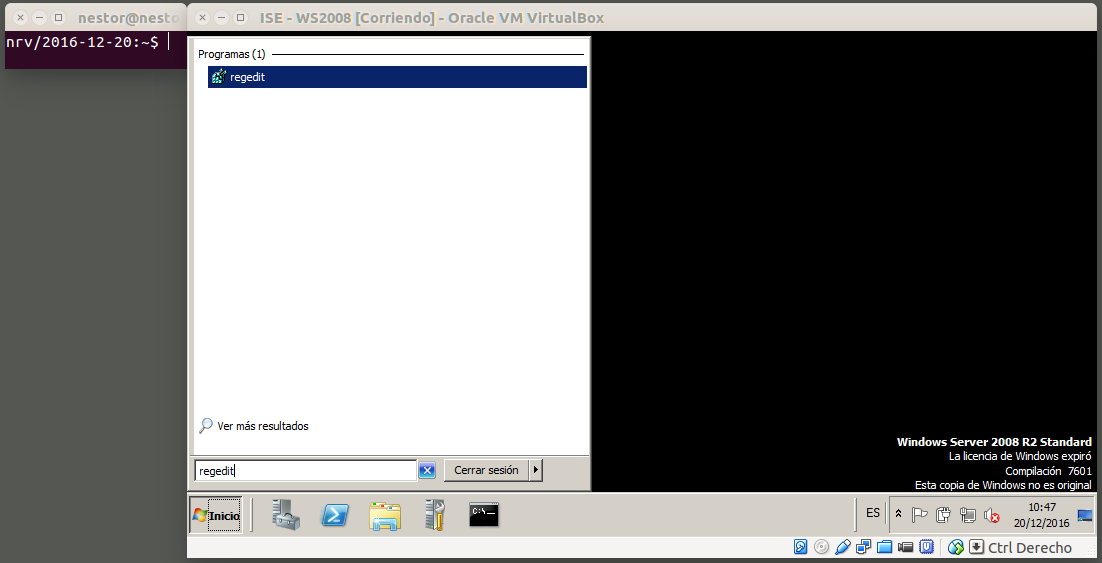 nestor@nesto
nrv/2016-12-20:~$
ISE - WS2008 [Corriendo] - Oracle VM VirtualBox
Programas (1)
regedit
Ver más resultados
regedit
Cerrar sesión
Windows Server 2008 R2 Standard
La licencia de Windows expiró
Compilación 7601
Esta copia de Windows no es original
Inicio
C:\_
ES
10:47
20/12/2016
Ctrl Derecho